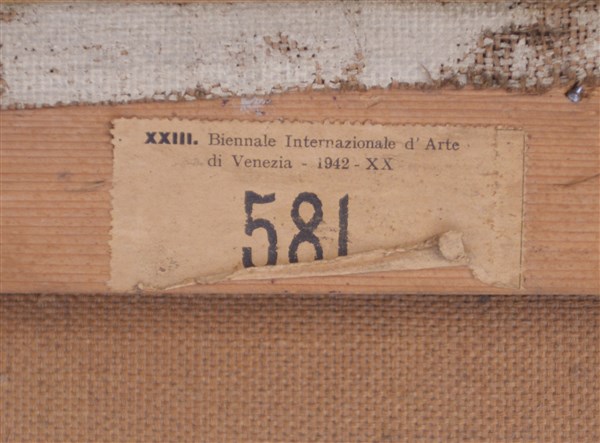 XXIII. Biennale Internazionale d' Arte
di Venezia - 1942 - XX
581